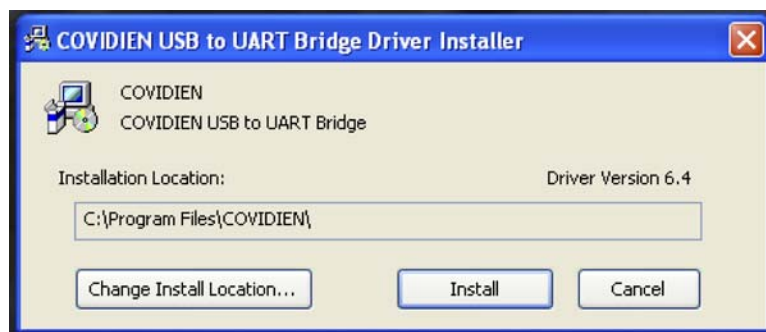 COVIDIEN USB to UART Bridge Driver Installer
COVIDIEN
COVIDIEN USB to UART Bridge
Installation Location: Driver Version 6.4
C:\Program Files\COVIDIEN\
Change Install Location... Install Cancel